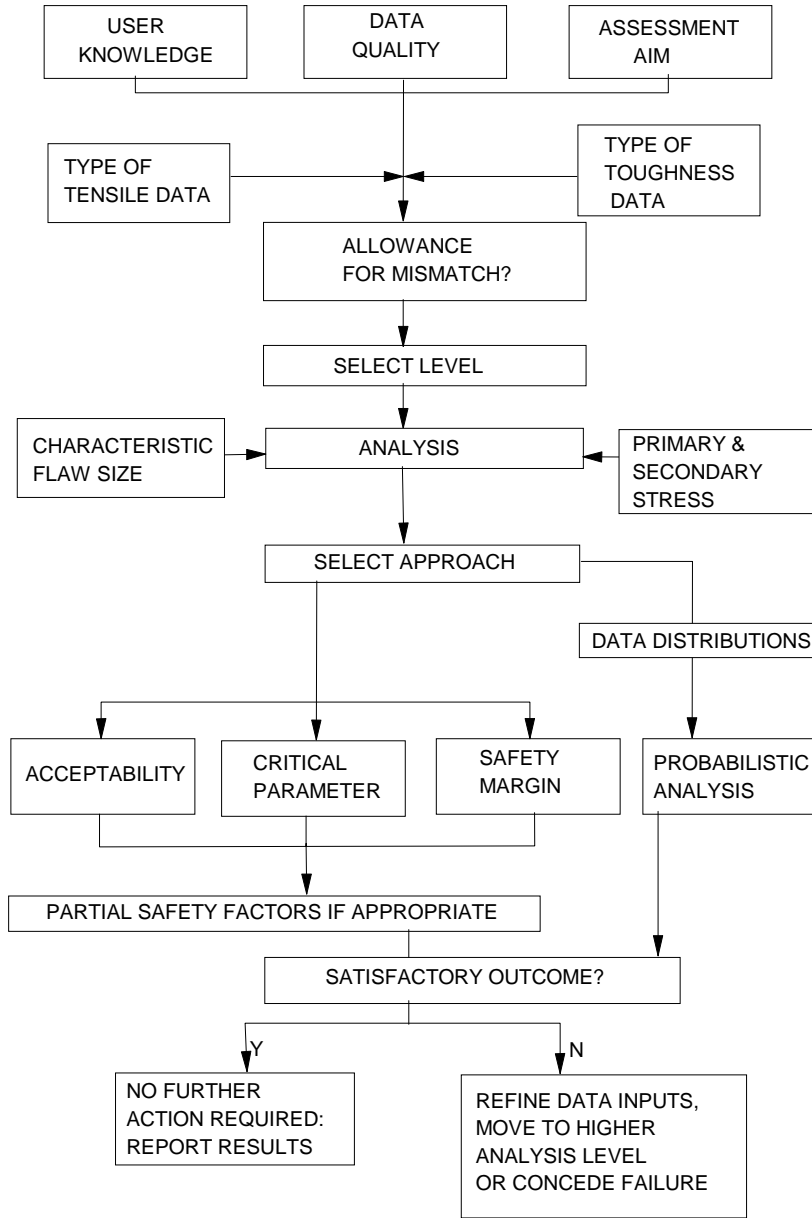 USER
KNOWLEDGE
DATA
QUALITY
ASSESSMENT
AIM
TYPE OF
TENSILE DATA
TYPE OF
TOUGHNESS
DATA
ALLOWANCE
FOR MISMATCH?
SELECT LEVEL
CHARACTERISTIC
FLAW SIZE
ANALYSIS
PRIMARY &
SECONDARY
STRESS
SELECT APPROACH
DATA DISTRIBUTIONS
ACCEPTABILITY
CRITICAL
PARAMETER
SAFETY
MARGIN
PROBABILISTIC
ANALYSIS
PARTIAL SAFETY FACTORS IF APPROPRIATE
SATISFACTORY OUTCOME?
Y
N
NO FURTHER
ACTION REQUIRED:
REPORT RESULTS
REFINE DATA INPUTS,
MOVE TO HIGHER
ANALYSIS LEVEL
OR CONCEDE FAILURE